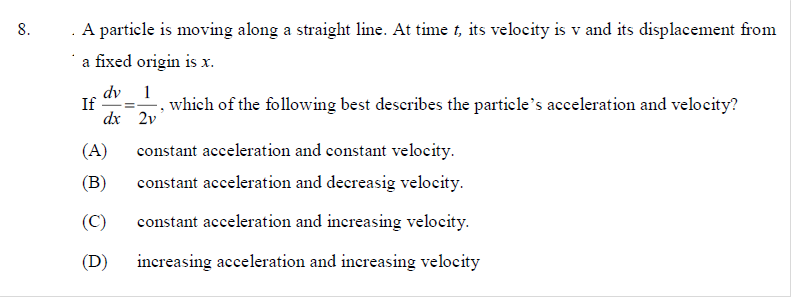 8. . A particle is moving along a straight line. At time t, its velocity is v and its displacement from
a fixed origin is x.
If dv/dx = 1/2v, which of the following best describes the particle’s acceleration and velocity?
(A) constant acceleration and constant velocity.
(B) constant acceleration and decreasig velocity.
(C) constant acceleration and increasing velocity.
(D) increasing acceleration and increasing velocity